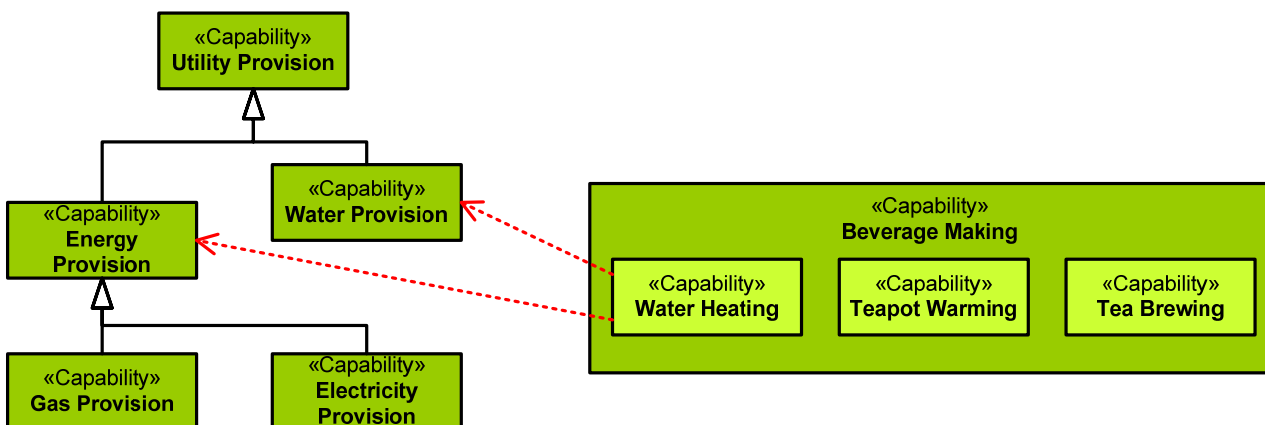 «Capability»
Utility Provision
«Capability»
Water Provision
«Capability»
Energy
Provision
«Capability»
Beverage Making
«Capability»
Water Heating
«Capability»
Teapot Warming
«Capability»
Tea Brewing
«Capability»
Gas Provision
«Capability»
Electricity
Provision